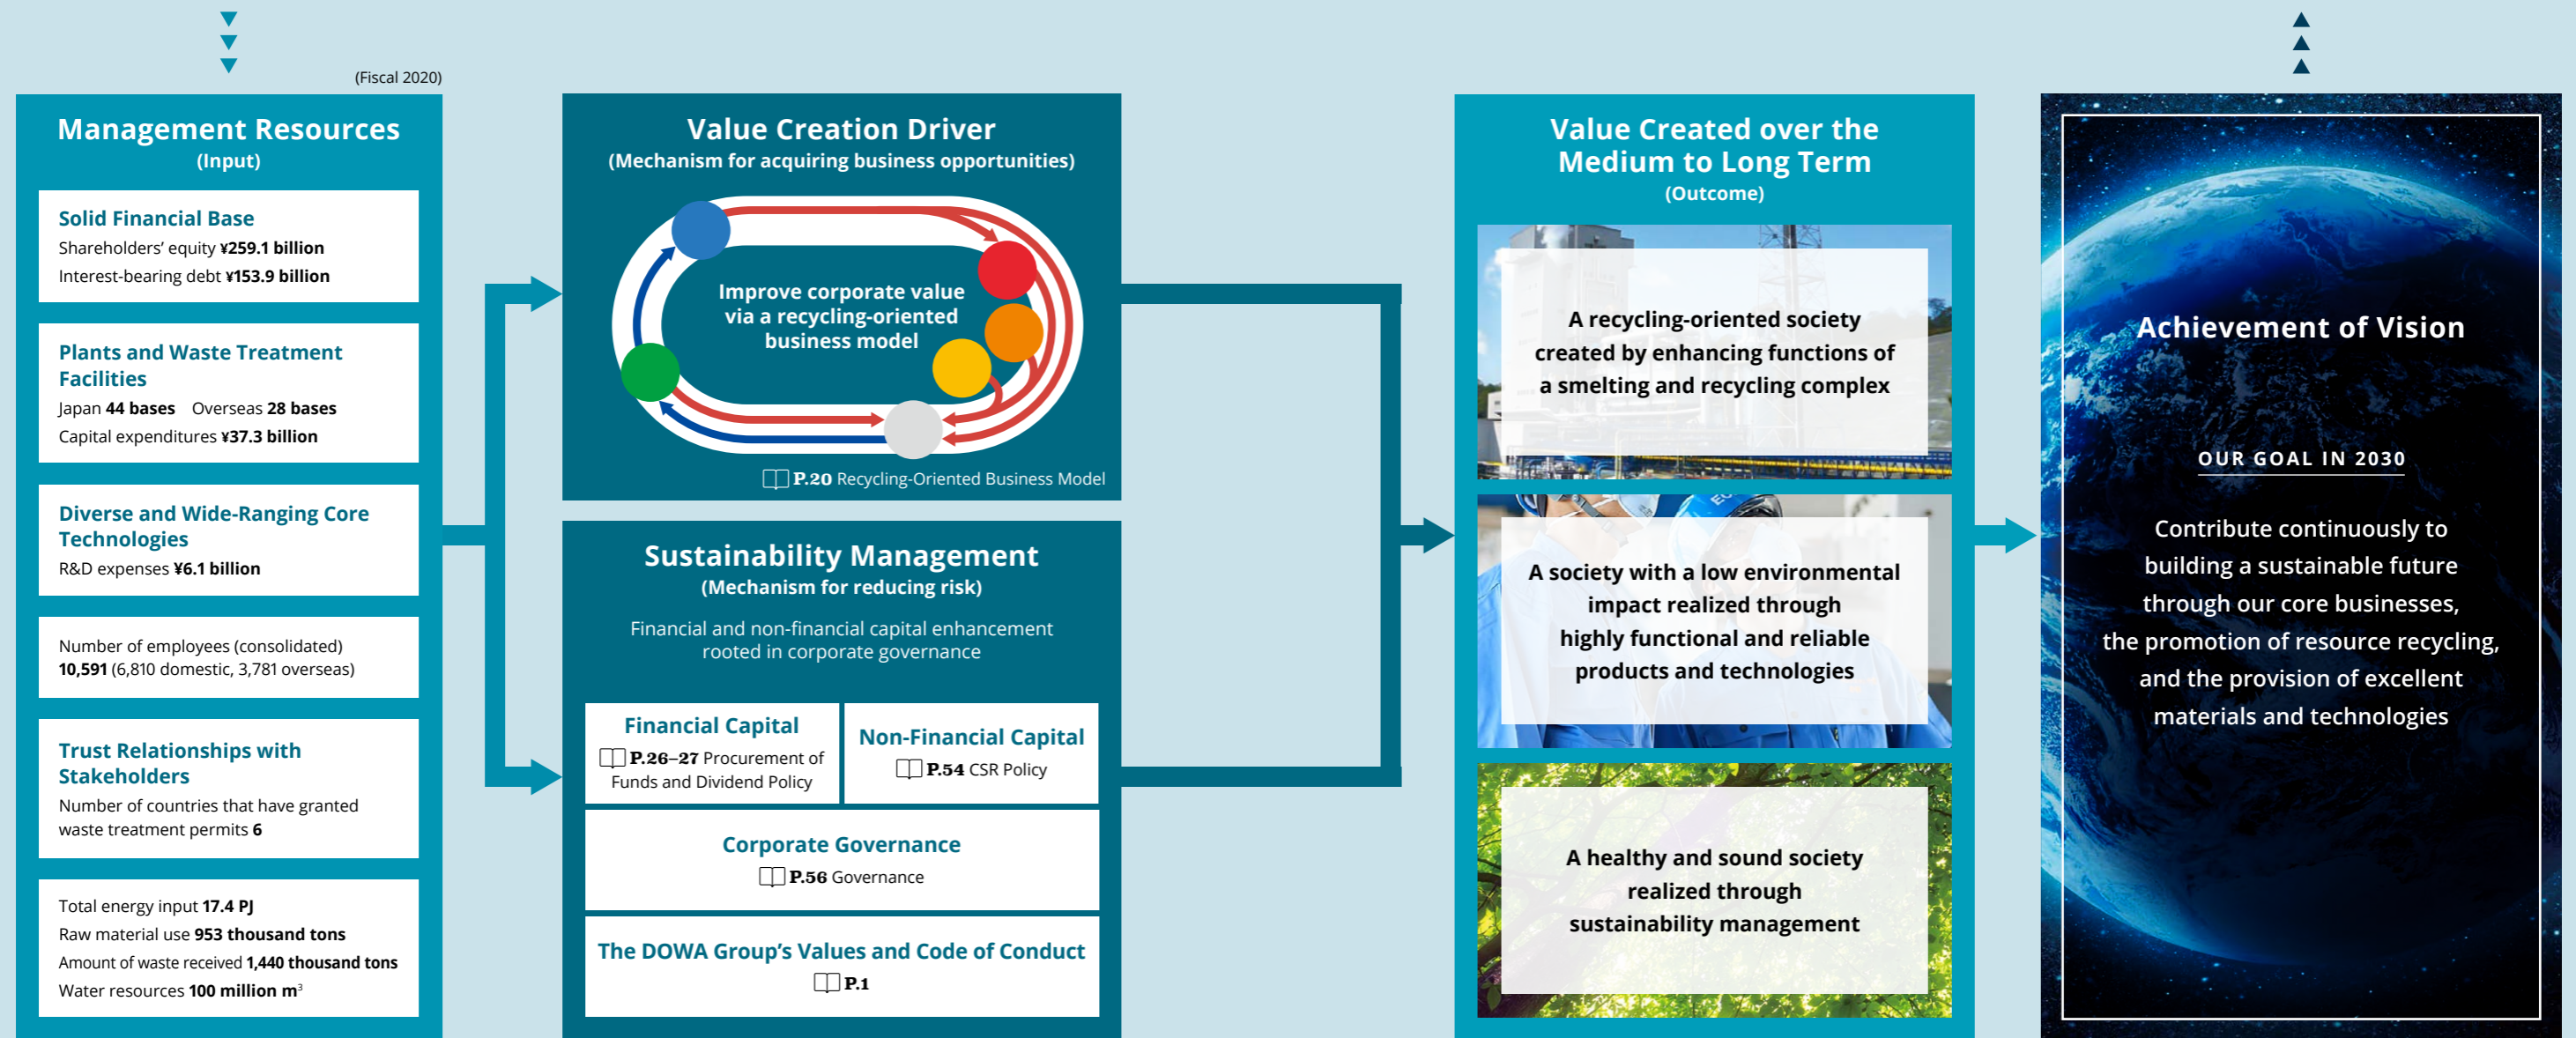 (Fiscal 2020)
Management Resources
(Input)
Solid Financial Base
Shareholders’ equity ¥259.1 billion
Interest-bearing debt ¥153.9 billion
Plants and Waste Treatment
Facilities
Japan 44 bases Overseas 28 bases
Capital expenditures ¥37.3 billion
Diverse and Wide-Ranging Core
Technologies
R&D expenses ¥6.1 billion
Number of employees (consolidated)
10,591 (6,810 domestic, 3,781 overseas)
Trust Relationships with
Stakeholders
Number of countries that have granted
waste treatment permits 6
Total energy input 17.4 PJ
Raw material use 953 thousand tons
Amount of waste received 1,440 thousand tons
Water resources 100 million m³
Value Creation Driver
(Mechanism for acquiring business opportunities)
Improve corporate value
via a recycling-oriented
business model
P.20 Recycling-Oriented Business Model
Sustainability Management
(Mechanism for reducing risk)
Financial and non-financial capital enhancement
rooted in corporate governance
Financial Capital
P.26–27 Procurement of
Funds and Dividend Policy
Non-Financial Capital
P.54 CSR Policy
Corporate Governance
P.56 Governance
The DOWA Group’s Values and Code of Conduct
P.1
Value Created over the
Medium to Long Term
(Outcome)
A recycling-oriented society
created by enhancing functions of
a smelting and recycling complex
A society with a low environmental
impact realized through
highly functional and reliable
products and technologies
A healthy and sound society
realized through
sustainability management
Achievement of Vision
OUR GOAL IN 2030
Contribute continuously to
building a sustainable future
through our core businesses,
the promotion of resource recycling,
and the provision of excellent
materials and technologies